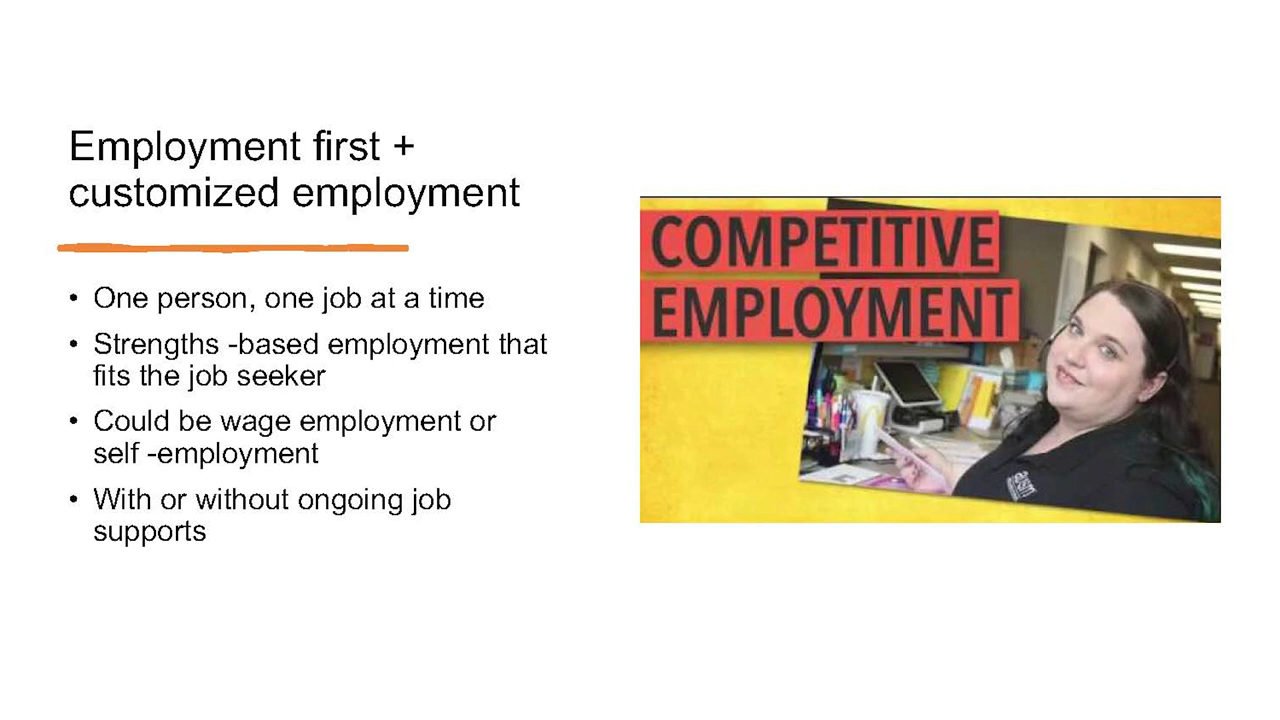 Employment first +
customized employment
• One person, one job at a time
• Strengths -based employment that
fits the job seeker
• Could be wage employment or
self -employment
• With or without ongoing job
supports
COMPETITIVE
EMPLOYMENT